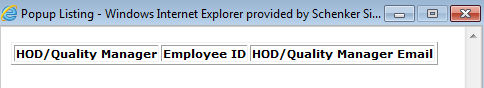 Popup Listing - Windows Internet Explorer provided by Schenker Si...
HOD/Quality Manager Employee ID HOD/Quality Manager Email